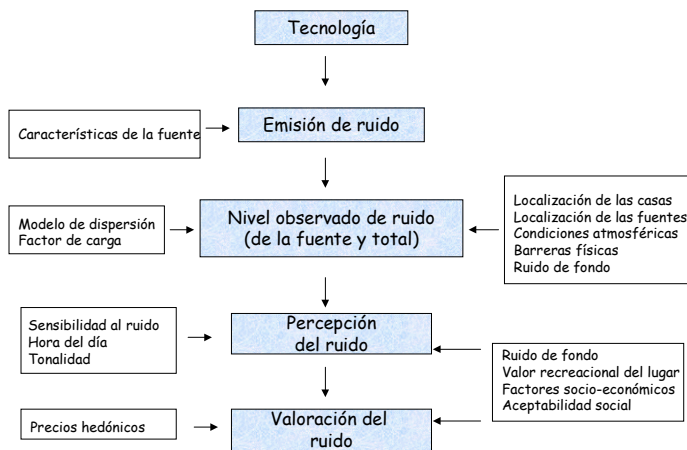 Tecnología
Características de la fuente
Emisión de ruido
Modelo de dispersión
Factor de carga
Nivel observado de ruido
(de la fuente y total)
Localización de las casas
Localización de las fuentes
Condiciones atmosféricas
Barreras físicas
Ruido de fondo
Sensibilidad al ruido
Hora del día
Tonalidad
Percepción
del ruido
Ruido de fondo
Valor recreacional del lugar
Factores socio-económicos
Aceptabilidad social
Precios hedónicos
Valoración del
ruido